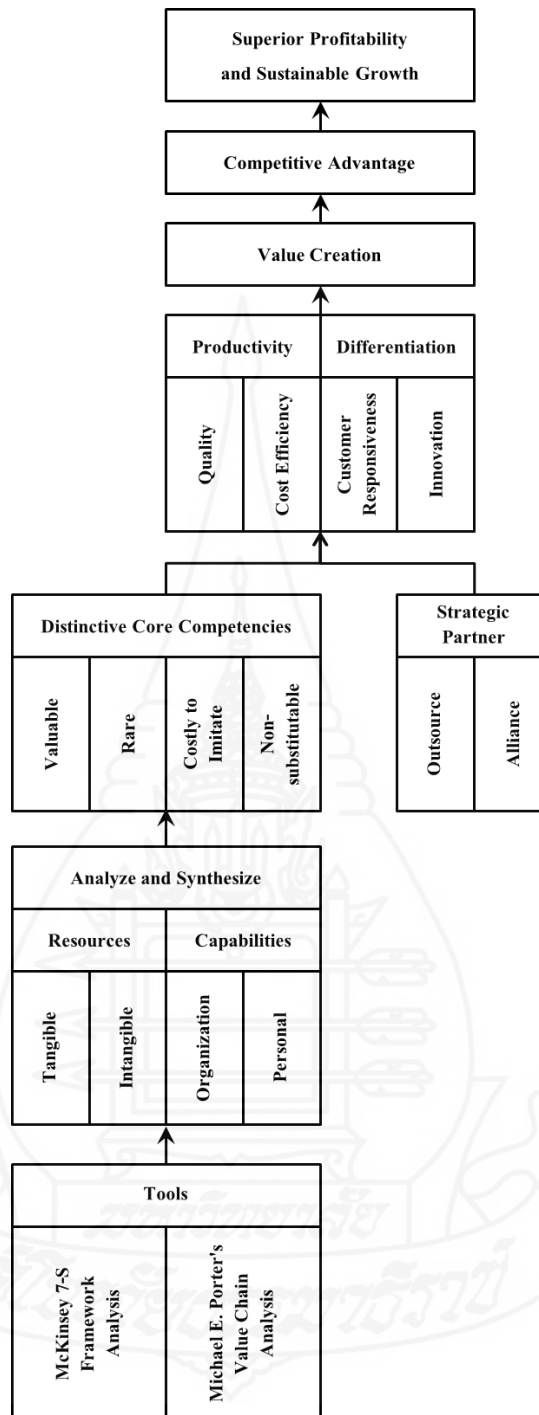 Superior Profitability
and Sustainable Growth
Competitive Advantage
Value Creation
Productivity
Differentiation
Quality
Cost Efficiency
Customer
Responsiveness
Innovation
Distinctive Core Competencies
Valuable
Rare
Costly to
Imitate
Non-
substitutable
Strategic
Partner
Outsource
Alliance
Analyze and Synthesize
Resources
Capabilities
Tangible
Intangible
Organization
Personal
Tools
McKinsey 7-S
Framework
Analysis
Michael E. Porter's
Value Chain
Analysis